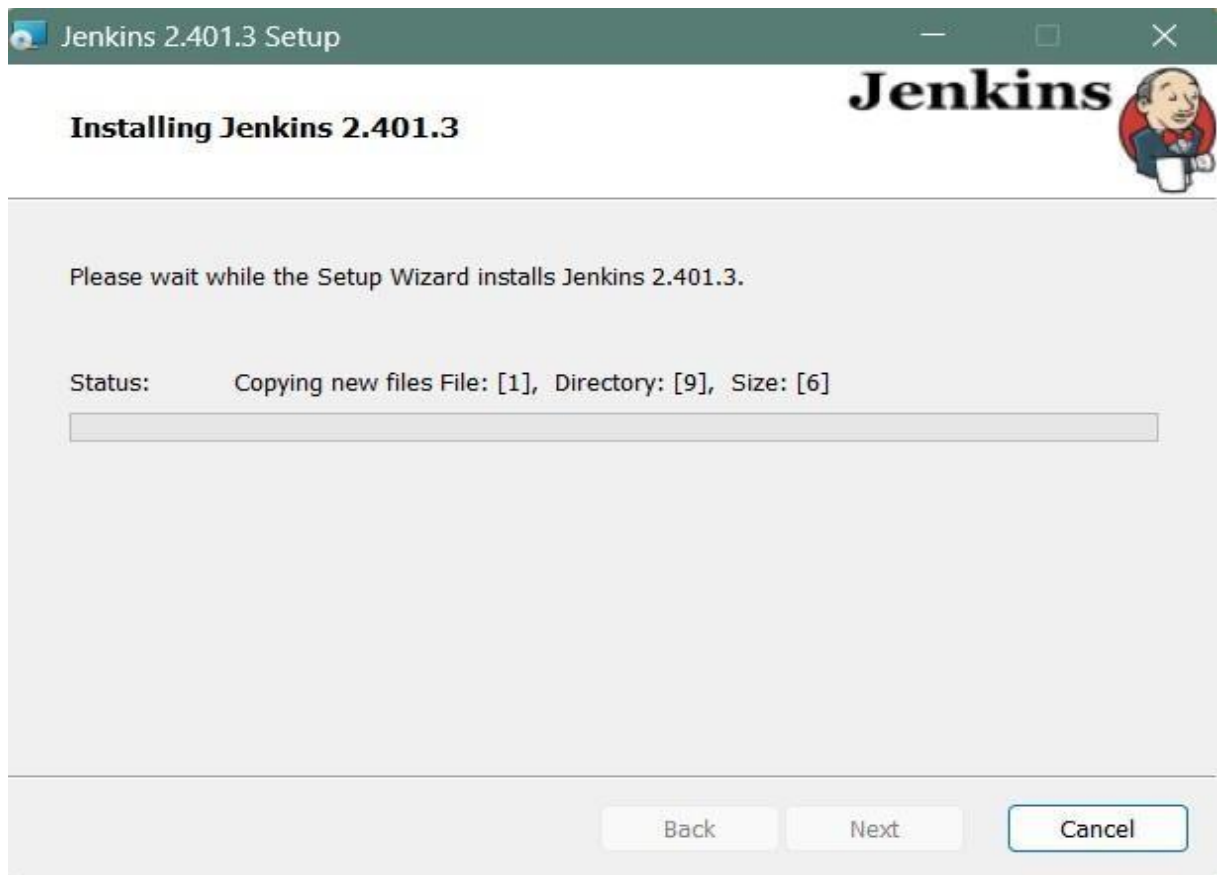 Jenkins 2.401.3 Setup
Jenkins
Installing Jenkins 2.401.3
Please wait while the Setup Wizard installs Jenkins 2.401.3.
Status: Copying new files File: [1], Directory: [9], Size: [6]
Back Next Cancel